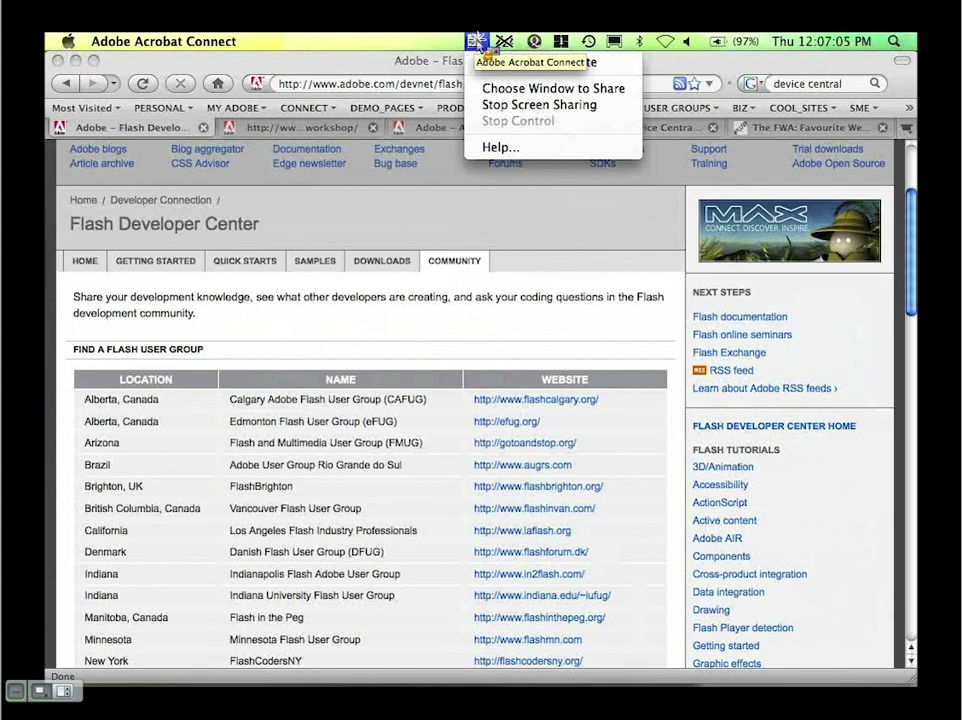 Adobe Acrobat Connect
(97%) Thu 12:07:05 PM
Adobe Acrobat Connect
Choose Window to Share
Stop Screen Sharing
Stop Control
Help...
Adobe – Flas
http://www.adobe.com/devnet/flash
device central
Most Visited PERSONAL MY ADOBE CONNECT DEMO_PAGES PROD USER GROUPS BIZ COOL_SITES SME
Adobe - Flash Develo... http://ww...workshop/ Adobe - A ice Centra... The FWA: Favourite We...
Adobe blogs Blog aggregator Documentation Exchanges Support Trial downloads
Article archive CSS Advisor Edge newsletter Bug base Forums SDKs Training Adobe Open Source
Home / Developer Connection /
Flash Developer Center
HOME GETTING STARTED QUICK STARTS SAMPLES DOWNLOADS COMMUNITY
Share your development knowledge, see what other developers are creating, and ask your coding questions in the Flash
development community.
FIND A FLASH USER GROUP
LOCATION NAME WEBSITE
Alberta, Canada Calgary Adobe Flash User Group (CAFUG) http://www.flashcalgary.org/
Alberta, Canada Edmonton Flash User Group (eFUG) http://efug.org/
Arizona Flash and Multimedia User Group (FMUG) http://gotoandstop.org/
Brazil Adobe User Group Rio Grande do Sul http://www.augrs.com
Brighton, UK FlashBrighton http://www.flashbrighton.org/
British Columbia, Canada Vancouver Flash User Group http://www.flashinvan.com/
California Los Angeles Flash Industry Professionals http://www.laflash.org
Denmark Danish Flash User Group (DFUG) http://www.flashforum.dk/
Indiana Indianapolis Flash Adobe User Group http://www.in2flash.com/
Indiana Indiana University Flash User Group http://www.indiana.edu/~iufug/
Manitoba, Canada Flash in the Peg http://www.flashinthepeg.org/
Minnesota Minnesota Flash User Group http://www.flashmn.com
New York FlashCodersNY http://flashcodersny.org/
MAX
CONNECT. DISCOVER. INSPIRE.
NEXT STEPS
Flash documentation
Flash online seminars
Flash Exchange
RSS RSS feed
Learn about Adobe RSS feeds ›
FLASH DEVELOPER CENTER HOME
FLASH TUTORIALS
3D/Animation
Accessibility
ActionScript
Active content
Adobe AIR
Components
Cross-product integration
Data integration
Drawing
Flash Player detection
Getting started
Graphic effects
Done